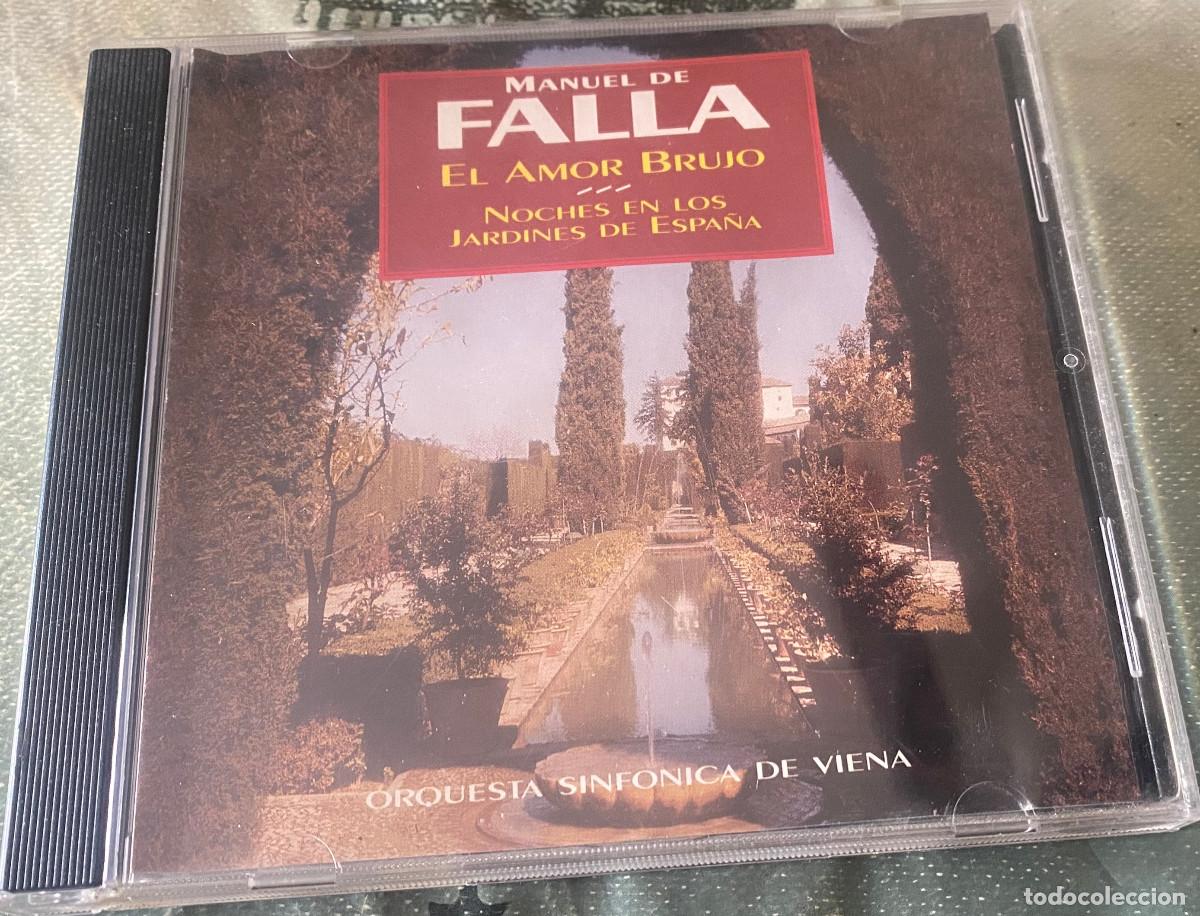 MANUEL DE
FALLA
EL AMOR BRUJO
NOCHES EN LOS
JARDINES DE ESPAÑA
ORQUESTA SINFONICA DE VIENA
todocoleccion